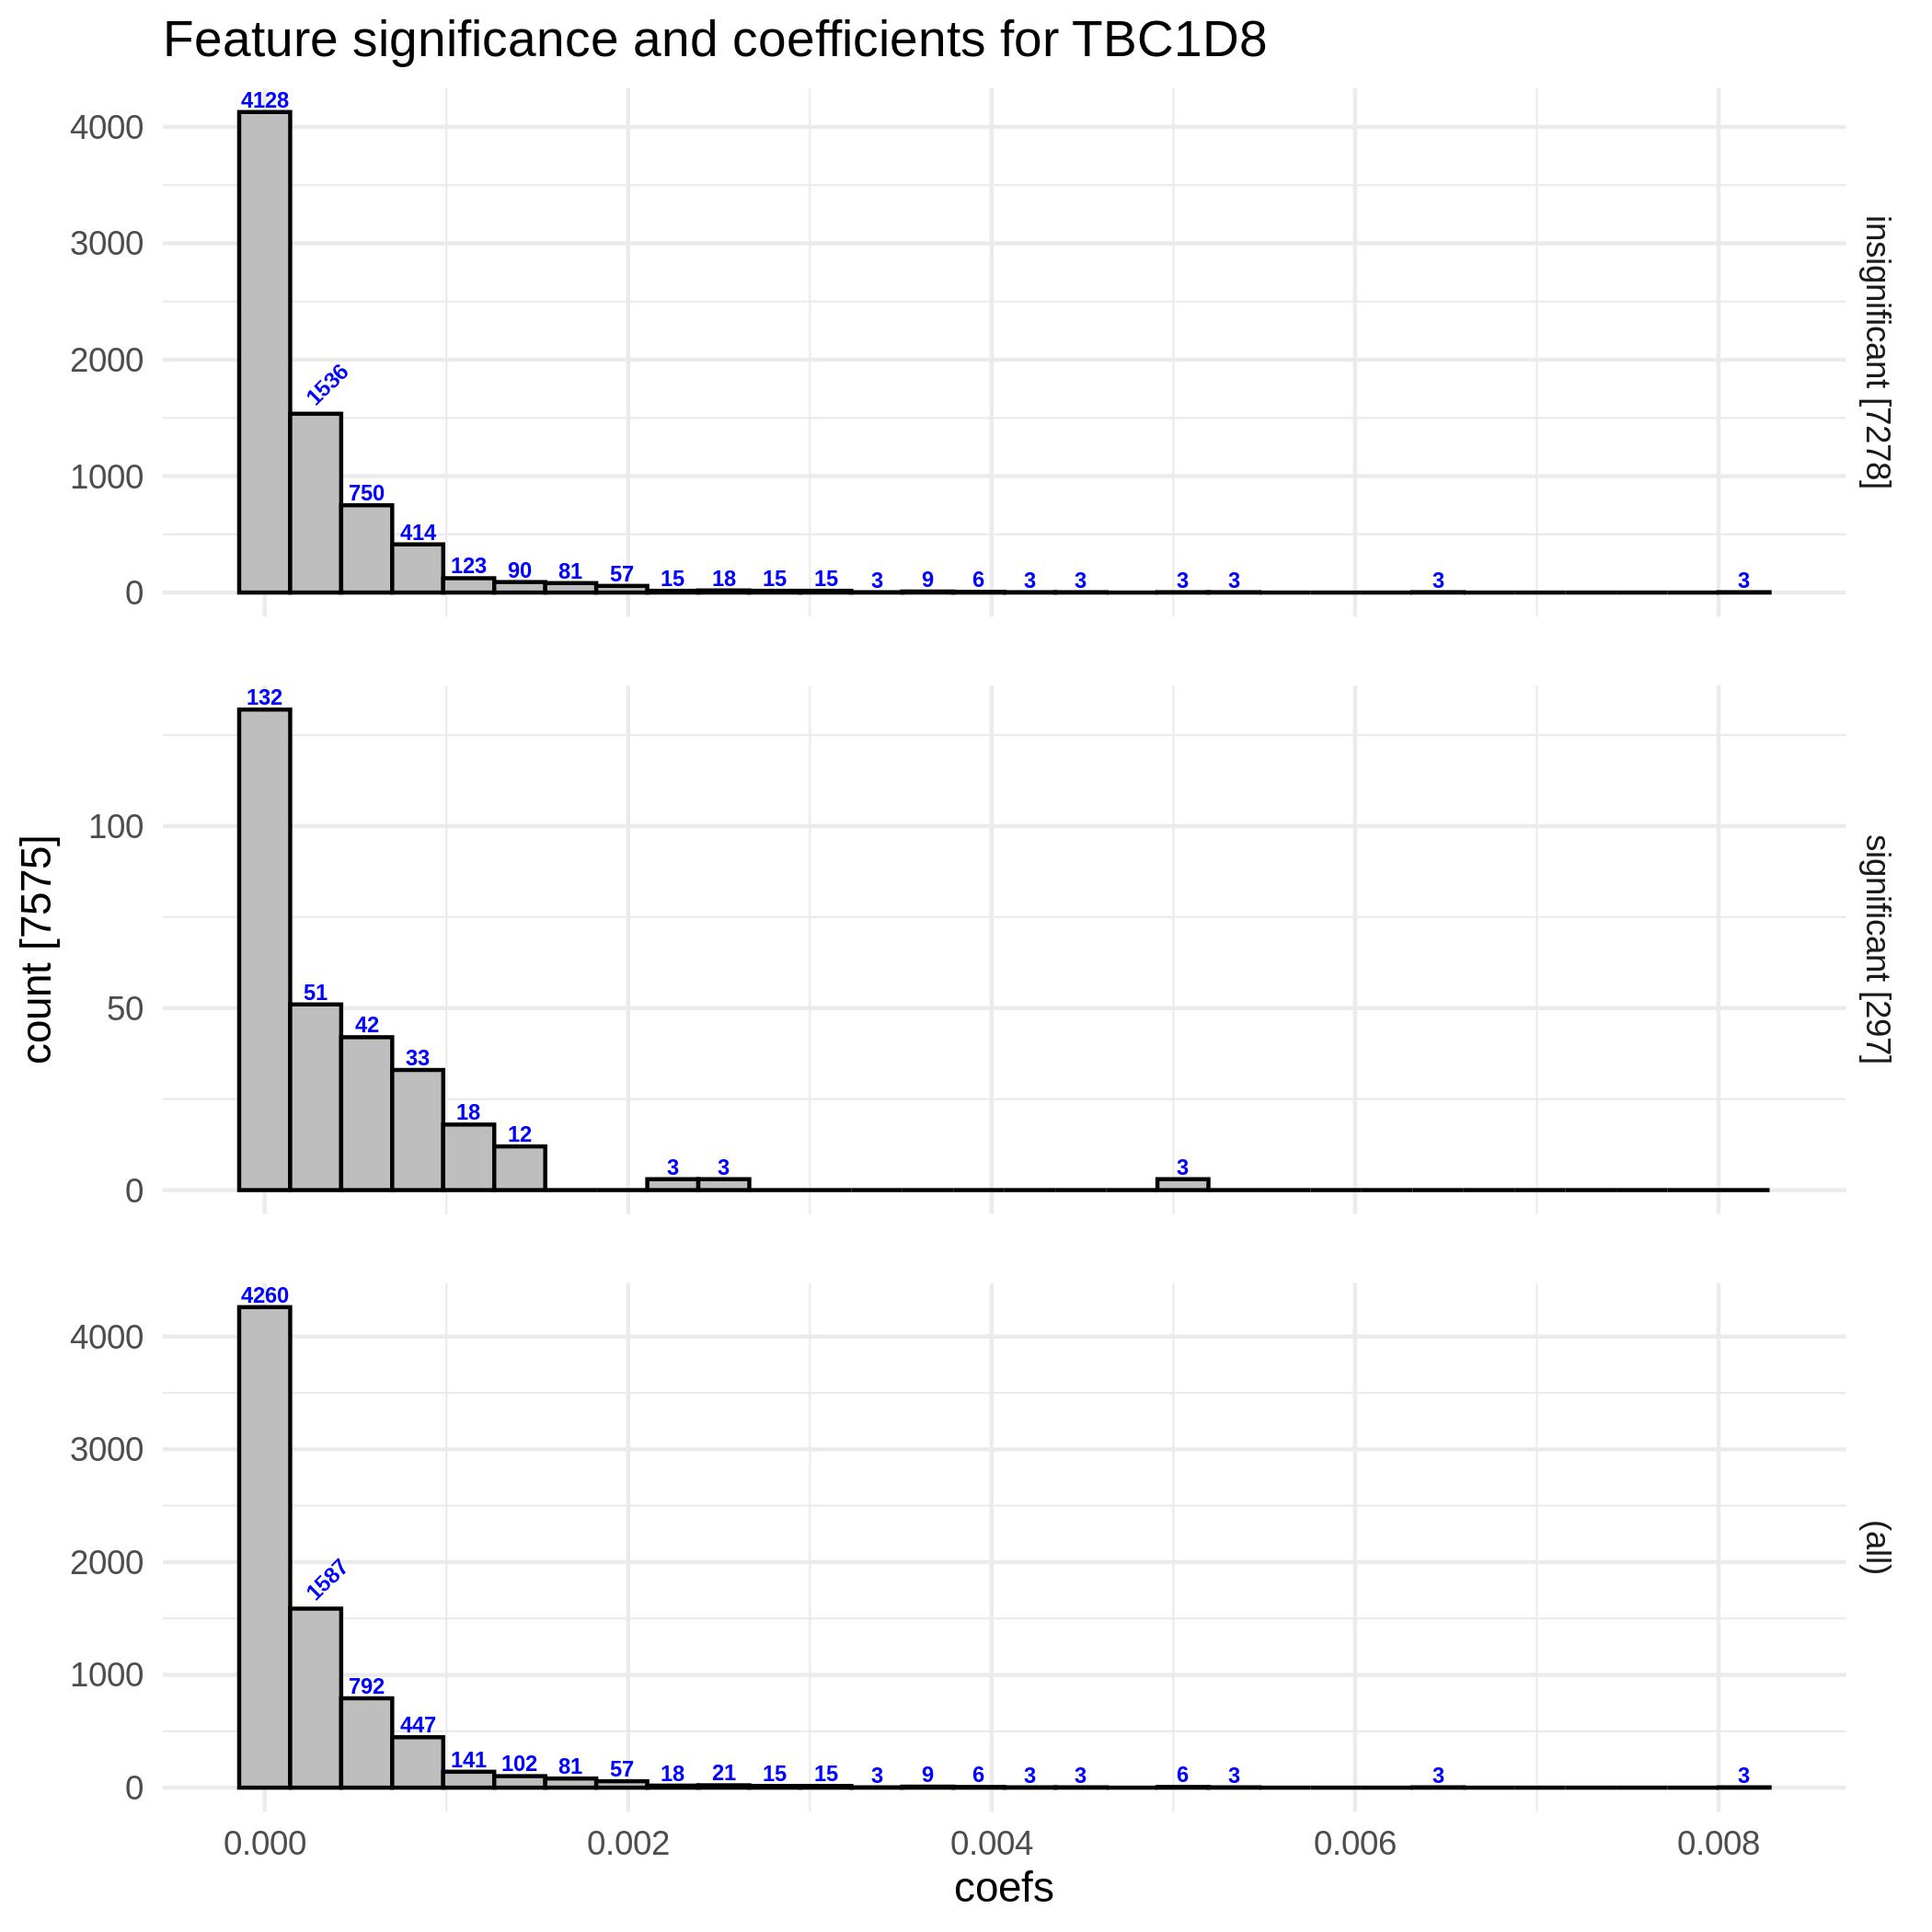 Feature significance and coefficients for TBC1D8
4128
4000
3000
2000
1536
1000
750
414
123 90 81 57 15 18 15 15 3 9 6 3 3 3 3 3 3
0
insignificant [7278]
132
100
count [7575]
51
50
42
33
18
12
3 3 3
0
significant [297]
4260
4000
3000
2000
1587
1000
792
447
141 102 81 57 18 21 15 15 3 9 6 3 3 6 3 3 3
0
(all)
0.000 0.002 0.004 0.006 0.008
coefs